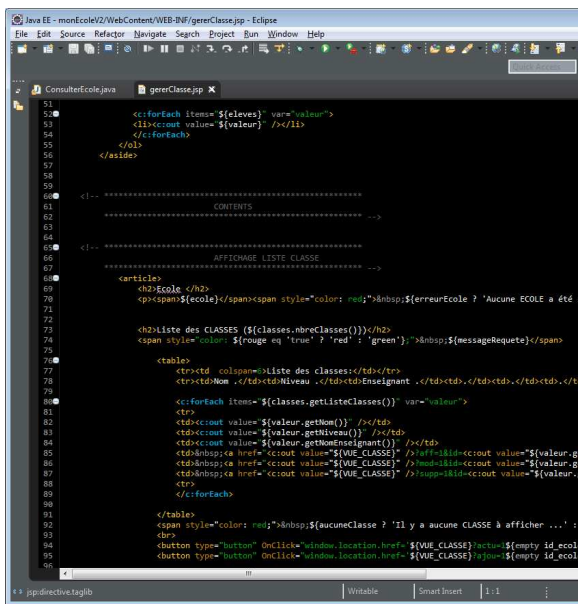 Java EE - monEcoleV2/WebContent/WEB-INF/gererClasse.jsp - Eclipse
File Edit Source Refactor Navigate Search Project Run Window Help
Quick Access
ConsulterEcole.java gererClasse.jsp
51
52 <c:forEach items="${eleves}" var="valeur">
53 <li><c:out value="${valeur}" /></li>
54 </c:forEach>
55 </ol>
56 </aside>
57
58
59
60 <!-- ******************************************************
61 CONTENTS
62 ****************************************************** -->
63
64
65 <!-- ******************************************************
66 AFFICHAGE LISTE CLASSE
67 ****************************************************** -->
68 <article>
69 <h2>Ecole </h2>
70 <p><span>${ecole}</span><span style="color: red;">&nbsp;${erreurEcole ? 'Aucune ECOLE a été
71
72
73 <h2>Liste des CLASSES (${classes.nbreClasses()})</h2>
74 <span style="color: ${rouge eq 'true' ? 'red' : 'green'};">&nbsp;${messageRequete}</span>
75
76 <table>
77 <tr><td colspan=6>Liste des classes:</td></tr>
78 <tr><td>Nom .</td><td>Niveau .</td><td>Enseignant .</td><td>.</td><td>.</td><td>.</t
79
80 <c:forEach items="${classes.getListeClasses()}" var="valeur">
81 <tr>
82 <td><c:out value="${valeur.getNom()}" /></td>
83 <td><c:out value="${valeur.getNiveau()}" /></td>
84 <td><c:out value="${valeur.getNomEnseignant()}" /></td>
85 <td>&nbsp;<a href="<c:out value="${VUE_CLASSE}" />?aff=1&id=<c:out value="${valeur.g
86 <td>&nbsp;<a href="<c:out value="${VUE_CLASSE}" />?mod=1&id=<c:out value="${valeur.g
87 <td>&nbsp;<a href="<c:out value="${VUE_CLASSE}" />?supp=1&id=<c:out value="${valeur.
88 <tr>
89 </c:forEach>
90
91 </table>
92 <span style="color: red;">&nbsp;${aucuneClasse ? 'Il y a aucune CLASSE à afficher ...' :
93 <br>
94 <button type="button" OnClick="window.location.href='${VUE_CLASSE}?actu=1${empty id_ecol
95 <button type="button" OnClick="window.location.href='${VUE_CLASSE}?ajou=1${empty id_ecol
96
jsp:directive.taglib Writable Smart Insert 1:1